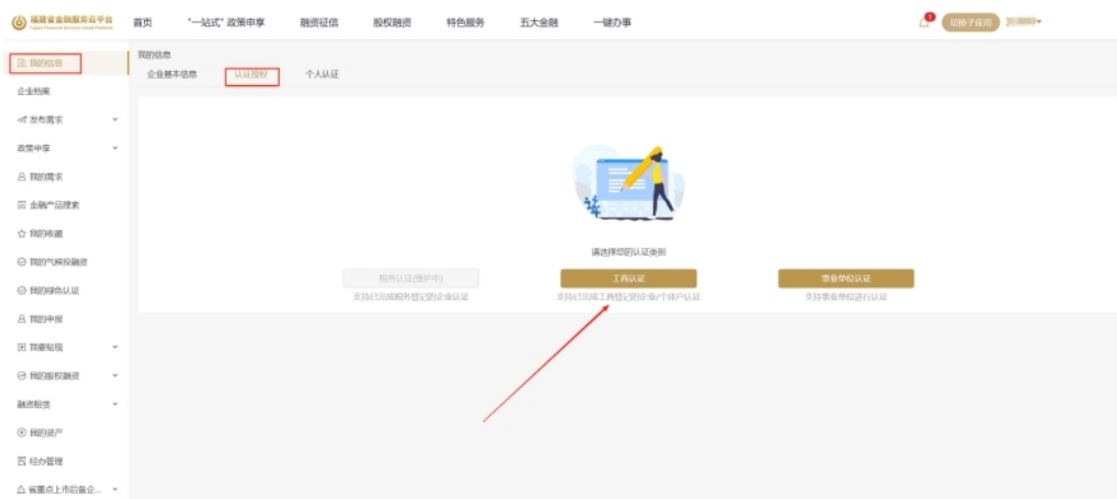 福建省金融服务云平台
首页 "一站式" 政策申享 融资征信 股权融资 特色服务 五大金融 一键办事
1
切换子应用
我的信息
企业档案
发布需求
政策申享
我的需求
金融产品搜索
我的收藏
我的气候投融资
我的绿色认证
我的申报
我要贴现
我的股权融资
融资租赁
我的资产
经办管理
省重点上市后备企...
我的信息
企业基本信息 认证授权 个人认证
请选择您的认证类别
税务认证(维护中) 工商认证 事业单位认证
支持已完成税务登记的企业认证 支持已完成工商登记的企业/个体户认证 支持事业单位进行认证